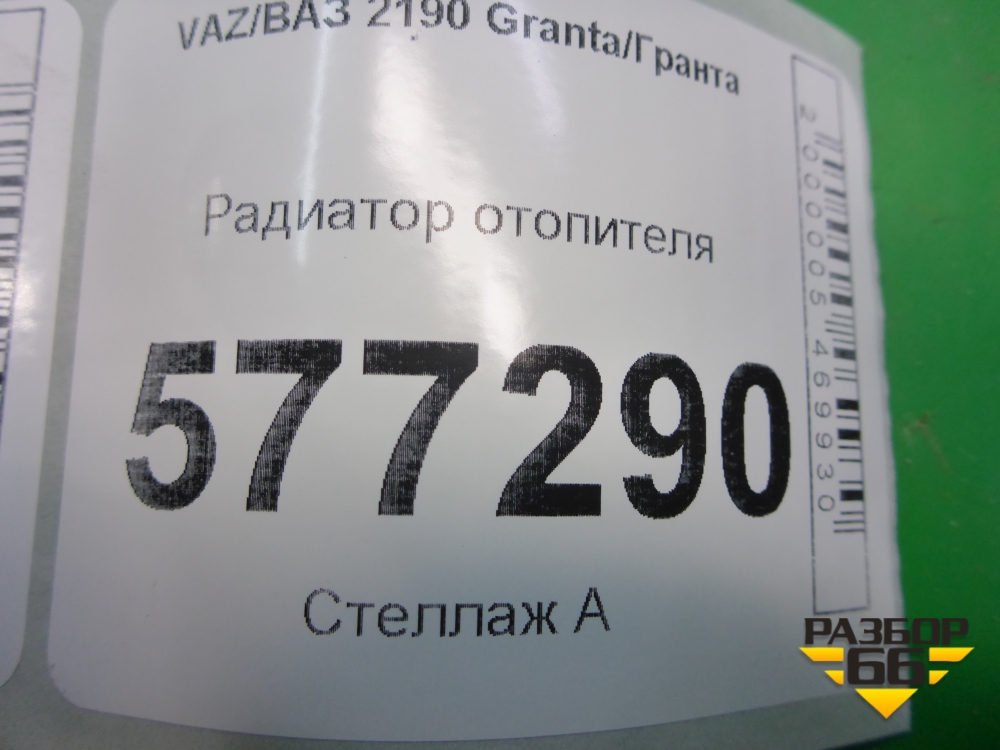 VAZ/ВАЗ 2190 Granta/Гранта
Радиатор отопителя
577290
Стеллаж А
2000005469930
РАЗБОР
66